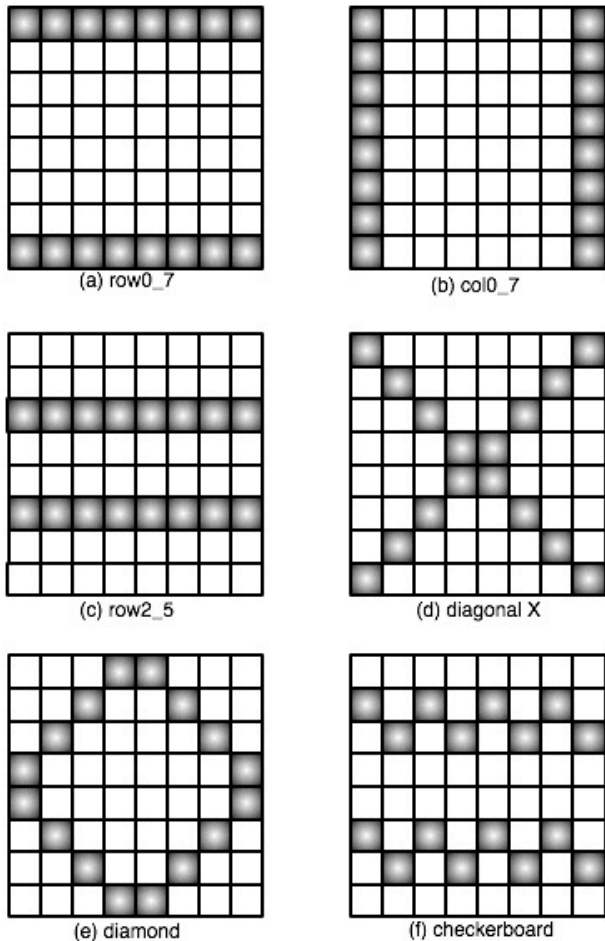 (a) row0_7
(b) col0_7
(c) row2_5
(d) diagonal X
(e) diamond
(f) checkerboard